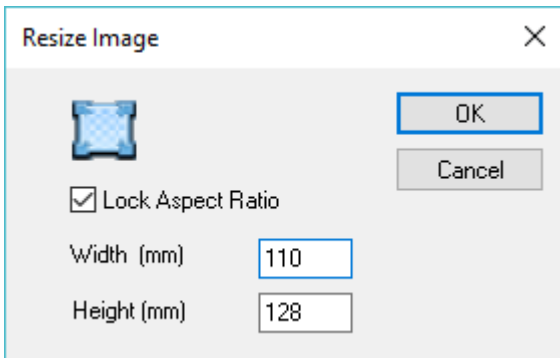 Resize Image
OK
Cancel
Lock Aspect Ratio
Width (mm) 110
Height (mm) 128